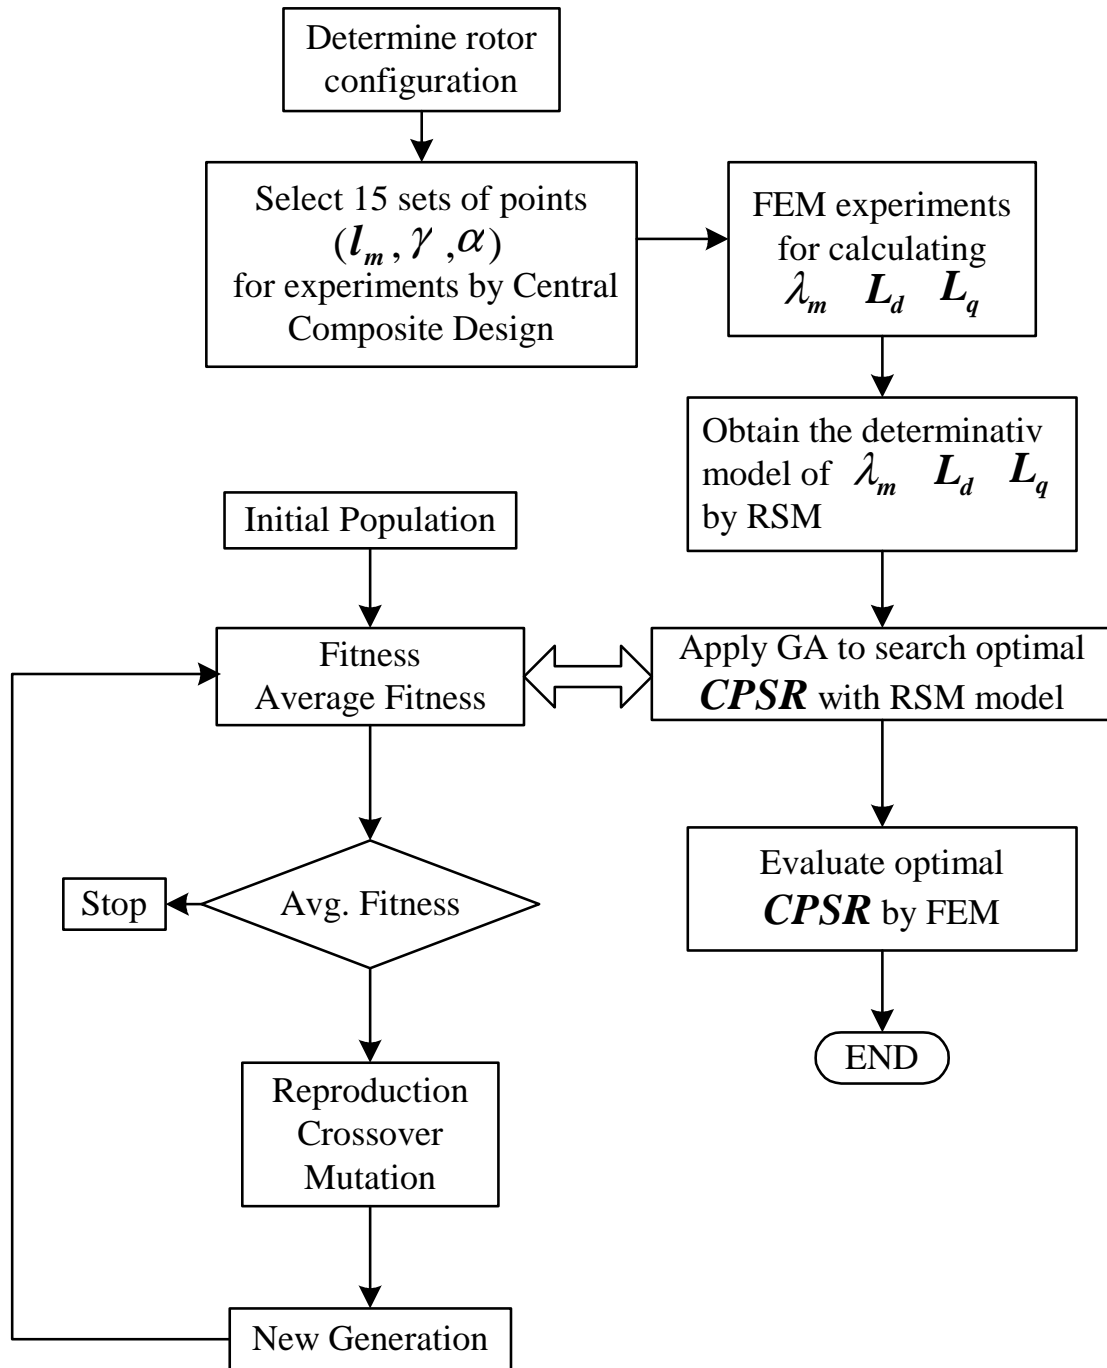 Determine rotor
configuration
Select 15 sets of points
(l_m, γ, α)
for experiments by Central
Composite Design
FEM experiments
for calculating
λ_m L_d L_q
Obtain the determinativ
model of λ_m L_d L_q
by RSM
Apply GA to search optimal
CPSR with RSM model
Evaluate optimal
CPSR by FEM
END
Initial Population
Fitness
Average Fitness
Avg. Fitness
Stop
Reproduction
Crossover
Mutation
New Generation